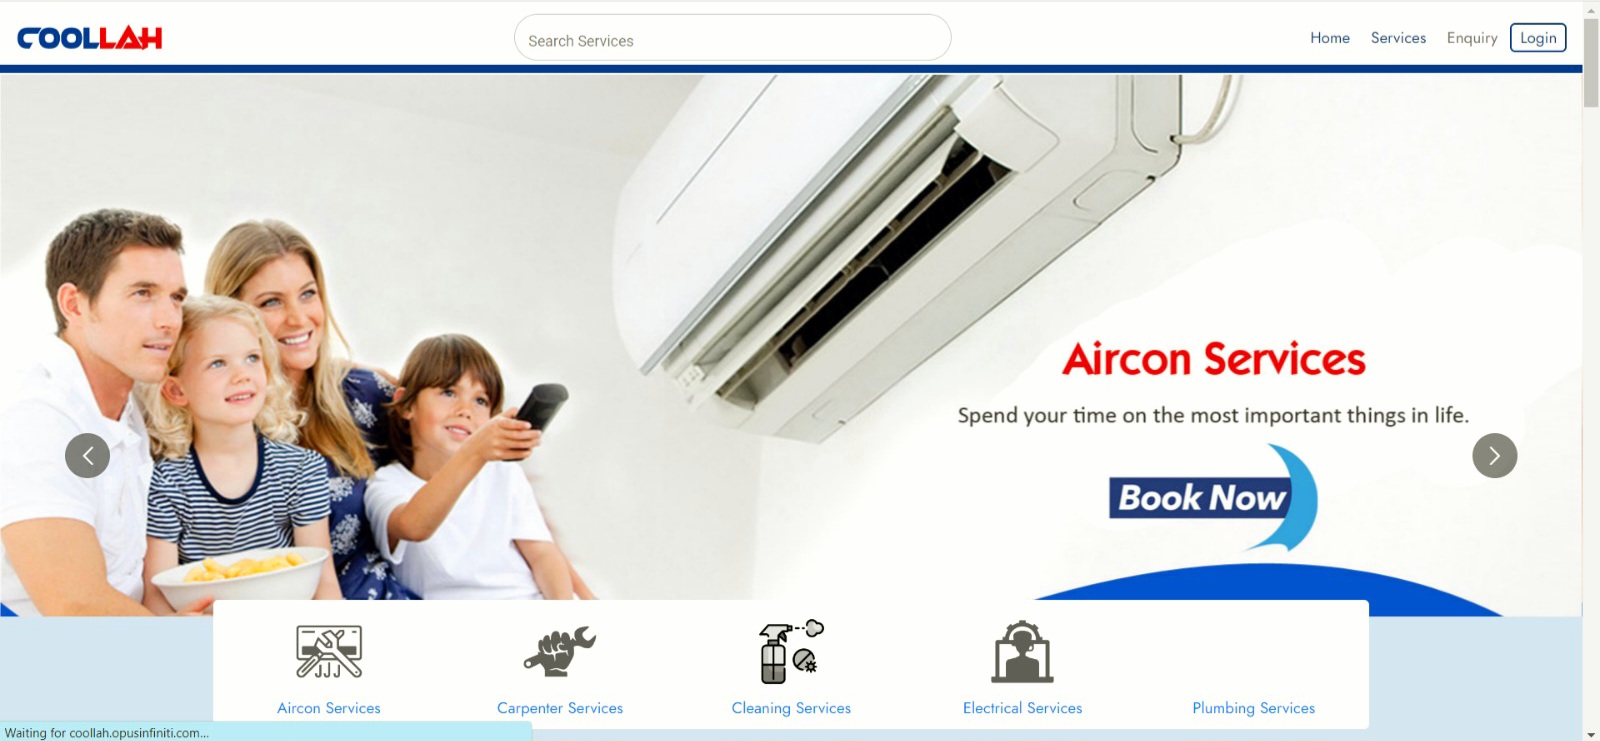 COOLLAH
Search Services
Home Services Enquiry Login
Aircon Services
Spend your time on the most important things in life.
Book Now
Aircon Services
Carpenter Services
Cleaning Services
Electrical Services
Plumbing Services
Waiting for coollah.opusinfiniti.com...